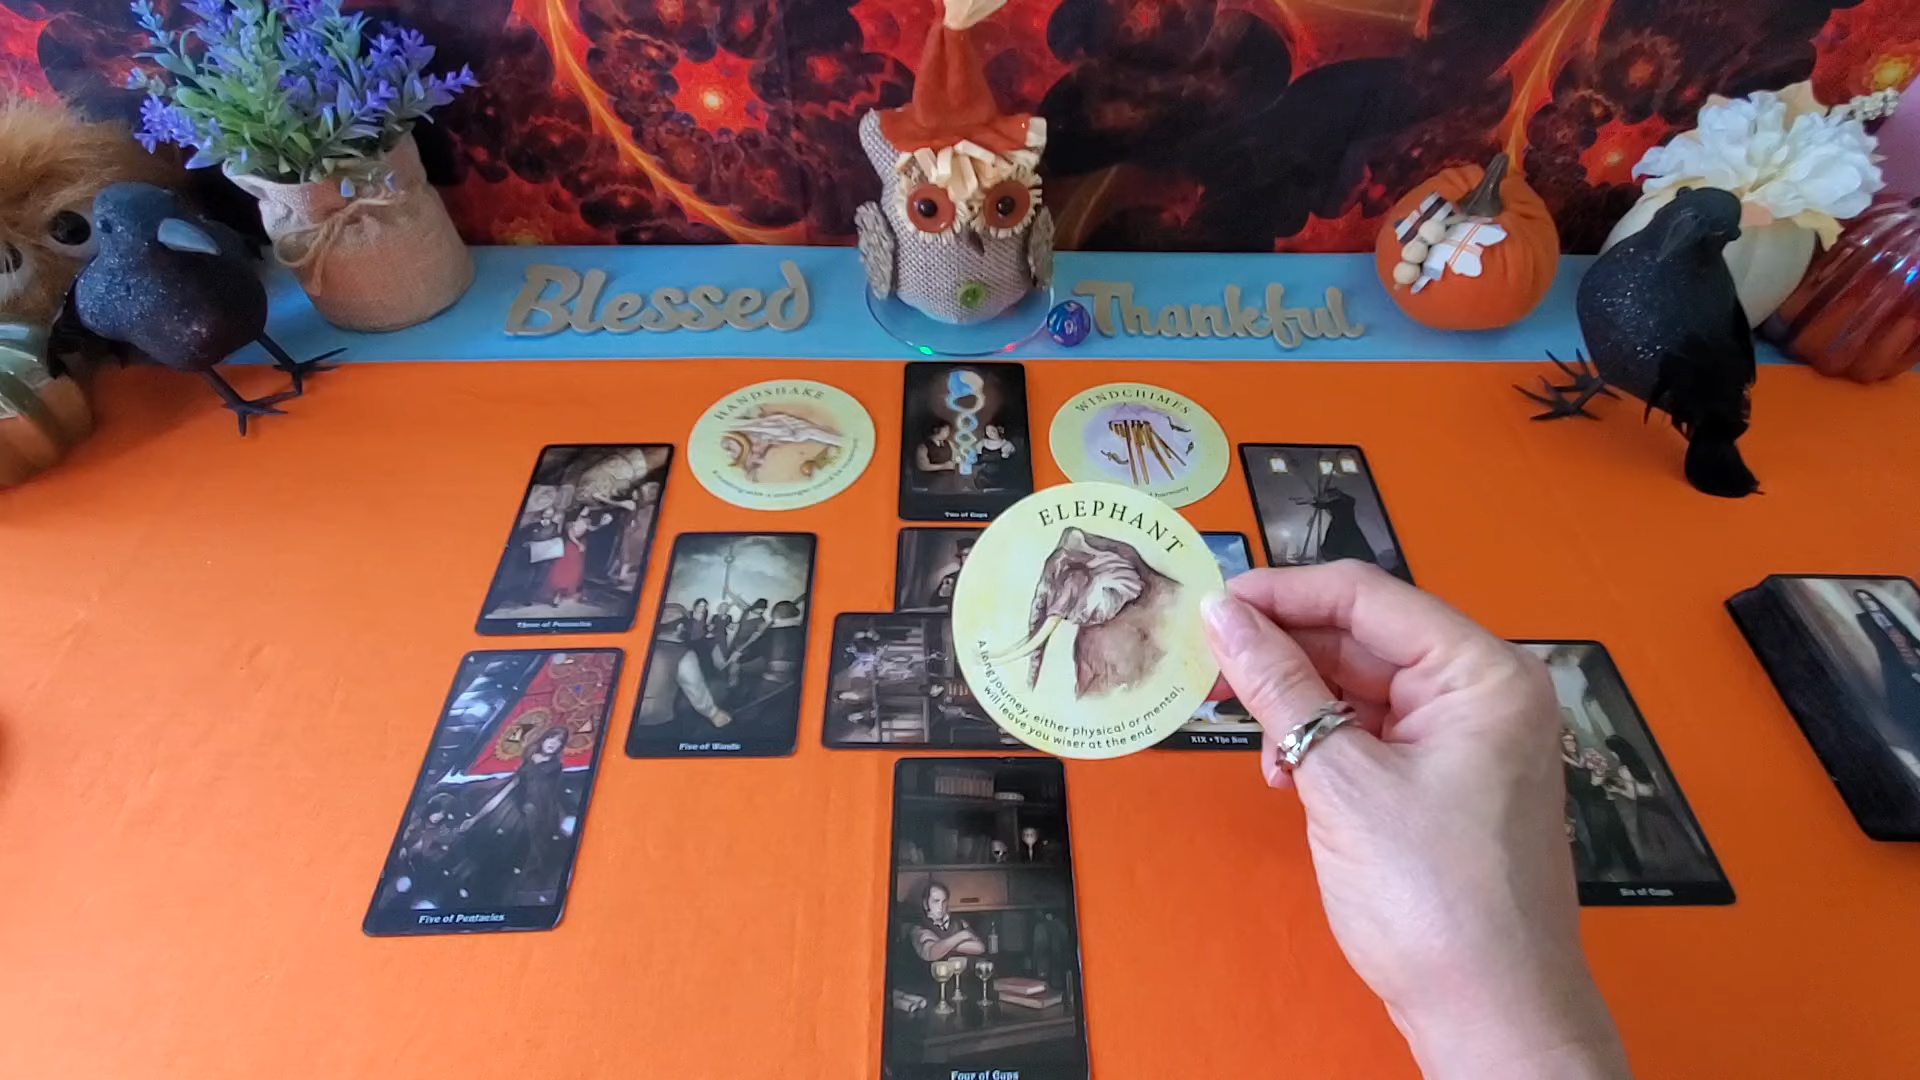 Blessed
Thankful
HANDSHAKE
WINDCHIMES
harmony
Two of Cups
ELEPHANT
A long journey, either physical or mental,
will leave you wiser at the end.
Three of Pentacles
Five of Wands
XIX • The Sun
Five of Pentacles
Six of Cups
Four of Cups